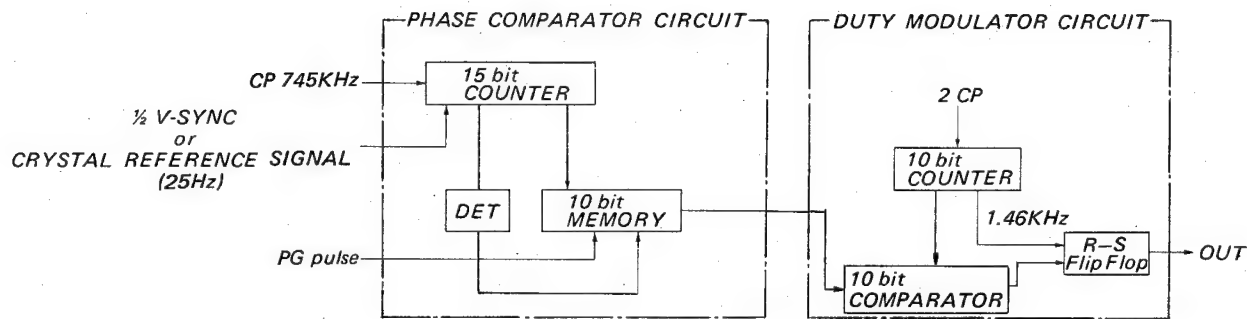 PHASE COMPARATOR CIRCUIT
CP 745KHz
15 bit
COUNTER
½ V-SYNC
or
CRYSTAL REFERENCE SIGNAL
(25Hz)
DET
10 bit
MEMORY
PG pulse
DUTY MODULATOR CIRCUIT
2 CP
10 bit
COUNTER
1.46KHz
R-S
Flip Flop
OUT
10 bit
COMPARATOR